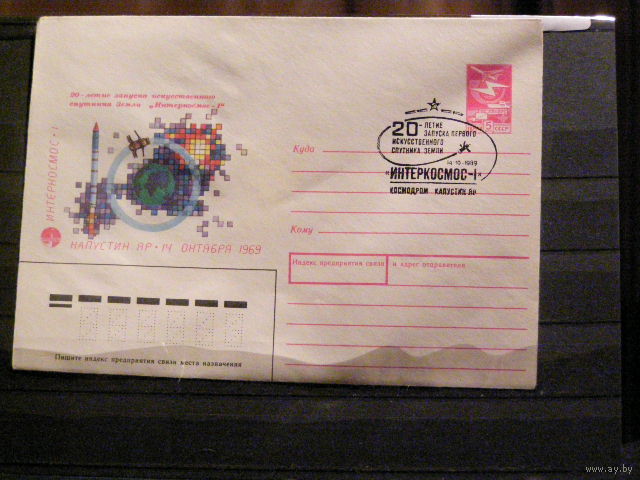 20-летие запуска искусственного
спутника Земли „Интеркосмос-1"
ИНТЕРКОСМОС·1
КАПУСТИН ЯР · 14 ОКТЯБРЯ 1969
5 СССР
20-ЛЕТИЕ
ЗАПУСКА ПЕРВОГО
ИСКУССТВЕННОГО
СПУТНИКА ЗЕМЛИ
14·10·1989
«ИНТЕРКОСМОС-1»
КОСМОДРОМ КАПУСТИН ЯР
Куда
Кому
Индекс предприятия связи и адрес отправителя
Пишите индекс предприятия связи места назначения
www.ay.by